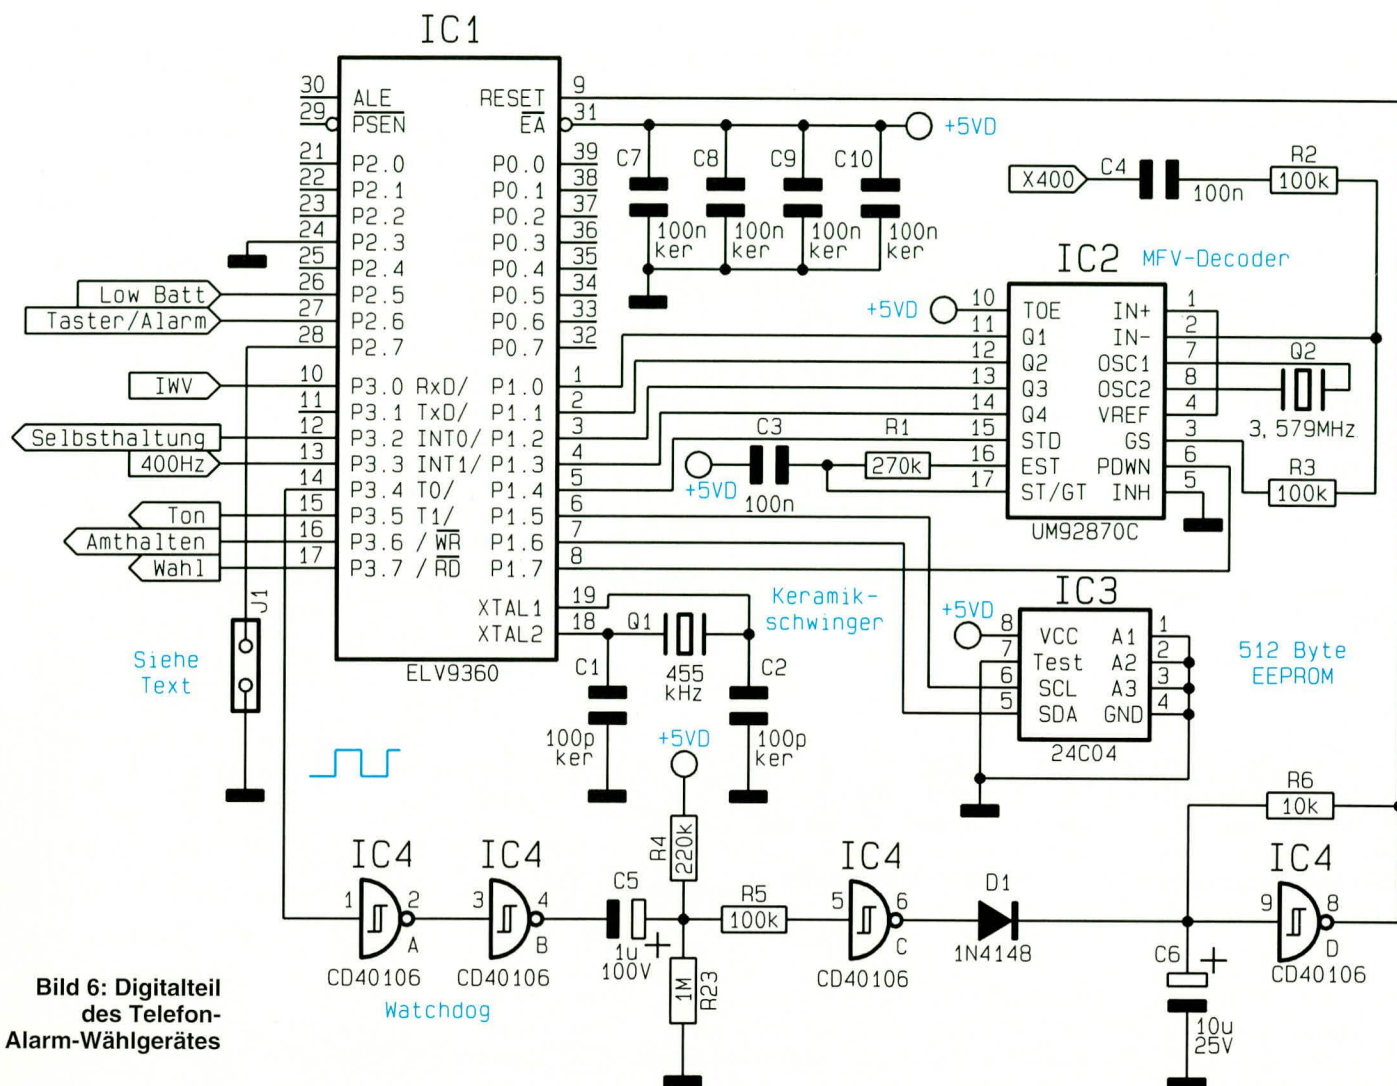 IC1
30 ALE RESET 9
29 PSEN EA 31
21 P2.0 P0.0 39
22 P2.1 P0.1 38
23 P2.2 P0.2 37
24 P2.3 P0.3 36
25 P2.4 P0.4 35
26 P2.5 P0.5 34
27 P2.6 P0.6 33
28 P2.7 P0.7 32
10 P3.0 RxD/ P1.0 1
11 P3.1 TxD/ P1.1 2
12 P3.2 INT0/ P1.2 3
13 P3.3 INT1/ P1.3 4
14 P3.4 T0/ P1.4 5
15 P3.5 T1/ P1.5 6
16 P3.6 / WR P1.6 7
17 P3.7 / RD P1.7 8
XTAL1 19
XTAL2 18
ELV9360
Low Batt
Taster/Alarm
IWV
Selbsthaltung
400Hz
Ton
Amthalten
Wahl
J1
Siehe
Text
C7
100n
ker
C8
100n
ker
C9
100n
ker
C10
100n
ker
+5VD
X400
C4
100n
R2
100k
IC2
MFV-Decoder
+5VD
10 TOE IN+ 1
11 Q1 IN- 2
12 Q2 OSC1 7
13 Q3 OSC2 8
14 Q4 VREF 4
15 STD GS 3
16 EST PDWN 6
17 ST/GT INH 5
UM92870C
Q2
3,579MHz
R3
100k
C3
100n
+5VD
R1
270k
Q1
455
kHz
Keramik-
schwinger
C1
100p
ker
C2
100p
ker
IC3
+5VD
8 VCC A1 1
7 Test A2 2
6 SCL A3 3
5 SDA GND 4
24C04
512 Byte
EEPROM
+5VD
R4
220k
R6
10k
IC4
1 2
A
CD40106
IC4
3 4
B
CD40106
Watchdog
C5
1u
100V
+
R5
100k
1M
R23
IC4
5 6
C
CD40106
D1
1N4148
C6
+
10u
25V
IC4
9 8
D
CD40106
Bild 6: Digitalteil
des Telefon-
Alarm-Wählgerätes